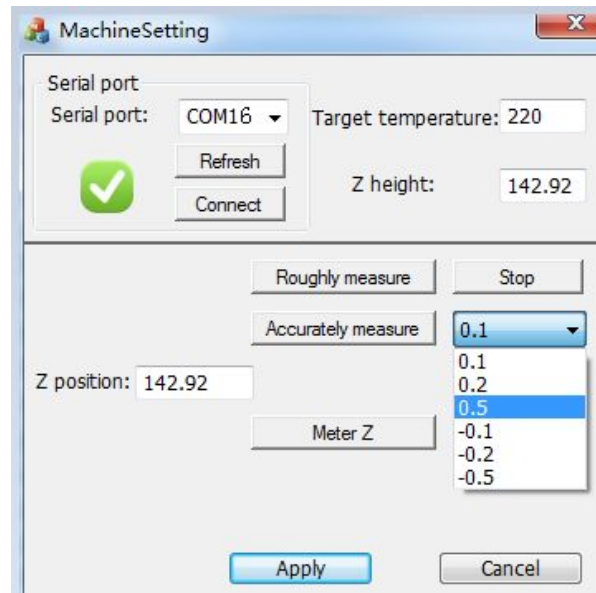 MachineSetting
Serial port
Serial port: COM16
Target temperature: 220
Refresh
Z height: 142.92
Connect
Roughly measure Stop
Accurately measure 0.1
0.1
Z position: 142.92
0.2
0.5
Meter Z
-0.1
-0.2
-0.5
Apply Cancel